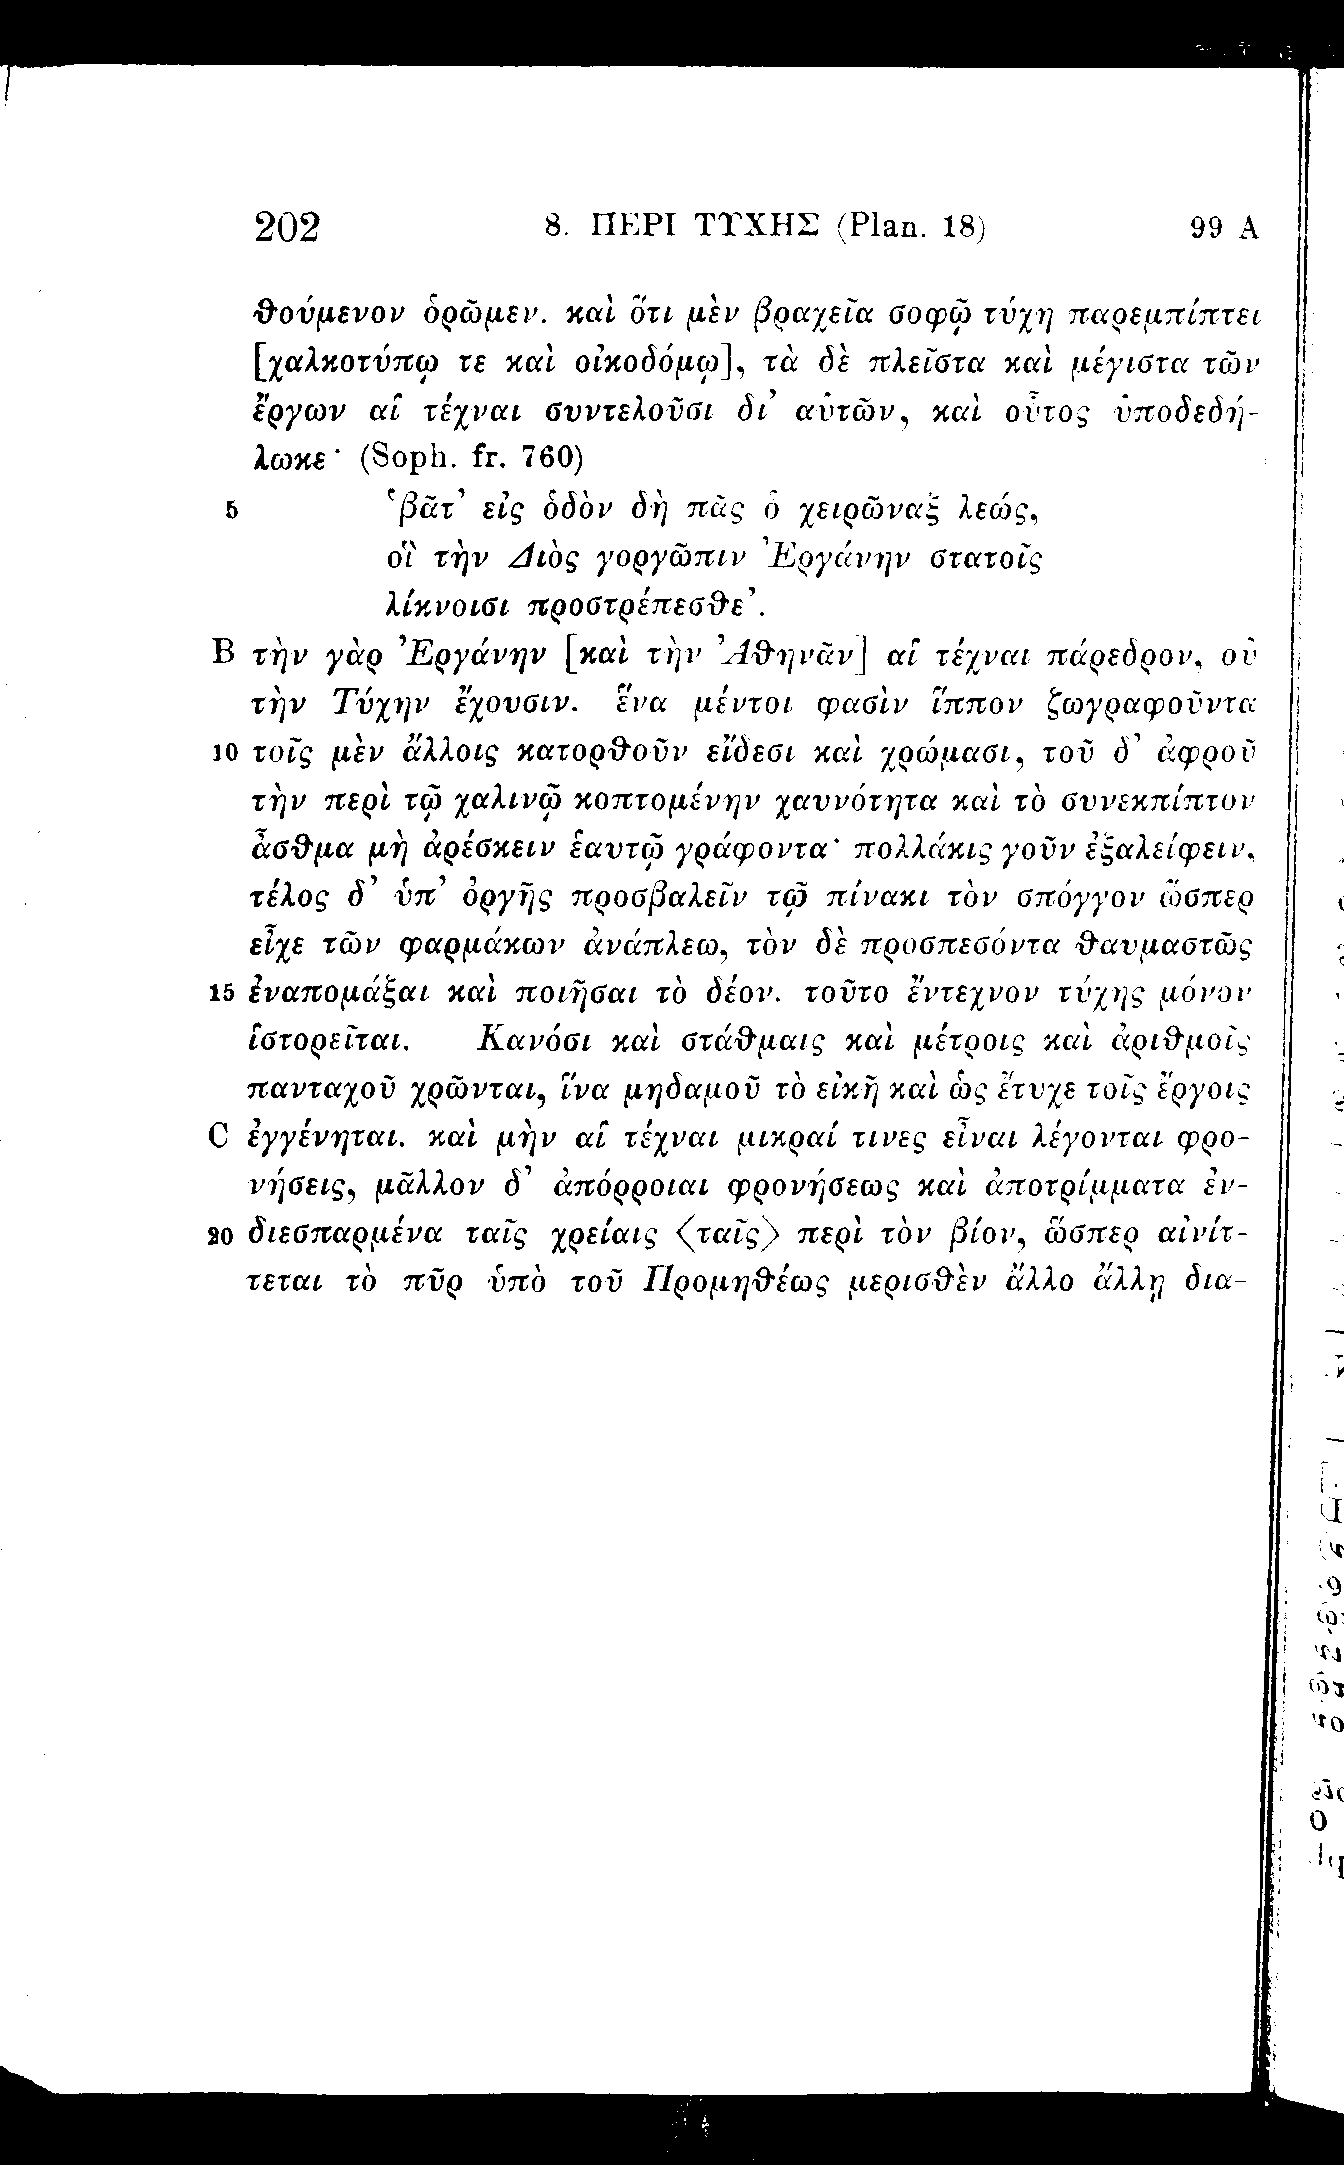 202 8. ΠΕΡΙ ΤΥΧΗΣ (Plan. 18) 99 A
θούμενον ὁρῶμεν. καὶ ὅτι μὲν βραχεῖα σοφῷ τύχη παρεμπίπτει
[χαλκοτύπῳ τε καὶ οἰκοδόμῳ], τὰ δὲ πλεῖστα καὶ μέγιστα τῶν
ἔργων αἱ τέχναι συντελοῦσι δι’ αὑτῶν, καὶ οὗτος ὑποδεδή-
λωκε· (Soph. fr. 760)
5 ‘βᾶτ’ εἰς ὁδὸν δὴ πᾶς ὁ χειρῶναξ λεώς,
οἳ τὴν Διὸς γοργῶπιν Ἐργάνην στατοῖς
λίκνοισι προστρέπεσθε’.
B τὴν γὰρ Ἐργάνην [καὶ τὴν Ἀθηνᾶν] αἱ τέχναι πάρεδρον, οὐ
τὴν Τύχην ἔχουσιν. ἕνα μέντοι φασὶν ἵππον ζωγραφοῦντα
10 τοῖς μὲν ἄλλοις κατορθοῦν εἴδεσι καὶ χρώμασι, τοῦ δ’ ἀφροῦ
τὴν περὶ τῷ χαλινῷ κοπτομένην χαυνότητα καὶ τὸ συνεκπίπτον
ἆσθμα μὴ ἀρέσκειν ἑαυτῷ γράφοντα· πολλάκις γοῦν ἐξαλείφειν,
τέλος δ’ ὑπ’ ὀργῆς προσβαλεῖν τῷ πίνακι τὸν σπόγγον ὥσπερ
εἶχε τῶν φαρμάκων ἀνάπλεω, τὸν δὲ προσπεσόντα θαυμαστῶς
15 ἐναπομάξαι καὶ ποιῆσαι τὸ δέον. τοῦτο ἔντεχνον τύχης μόνον
ἱστορεῖται. Κανόσι καὶ στάθμαις καὶ μέτροις καὶ ἀριθμοῖς
πανταχοῦ χρῶνται, ἵνα μηδαμοῦ τὸ εἰκῆ καὶ ὡς ἔτυχε τοῖς ἔργοις
C ἐγγένηται. καὶ μὴν αἱ τέχναι μικραί τινες εἶναι λέγονται φρο-
νήσεις, μᾶλλον δ’ ἀπόρροιαι φρονήσεως καὶ ἀποτρίμματα ἐν-
20 διεσπαρμένα ταῖς χρείαις ⟨ταῖς⟩ περὶ τὸν βίον, ὥσπερ αἰνίτ-
τεται τὸ πῦρ ὑπὸ τοῦ Προμηθέως μερισθὲν ἄλλο ἄλλῃ δια-